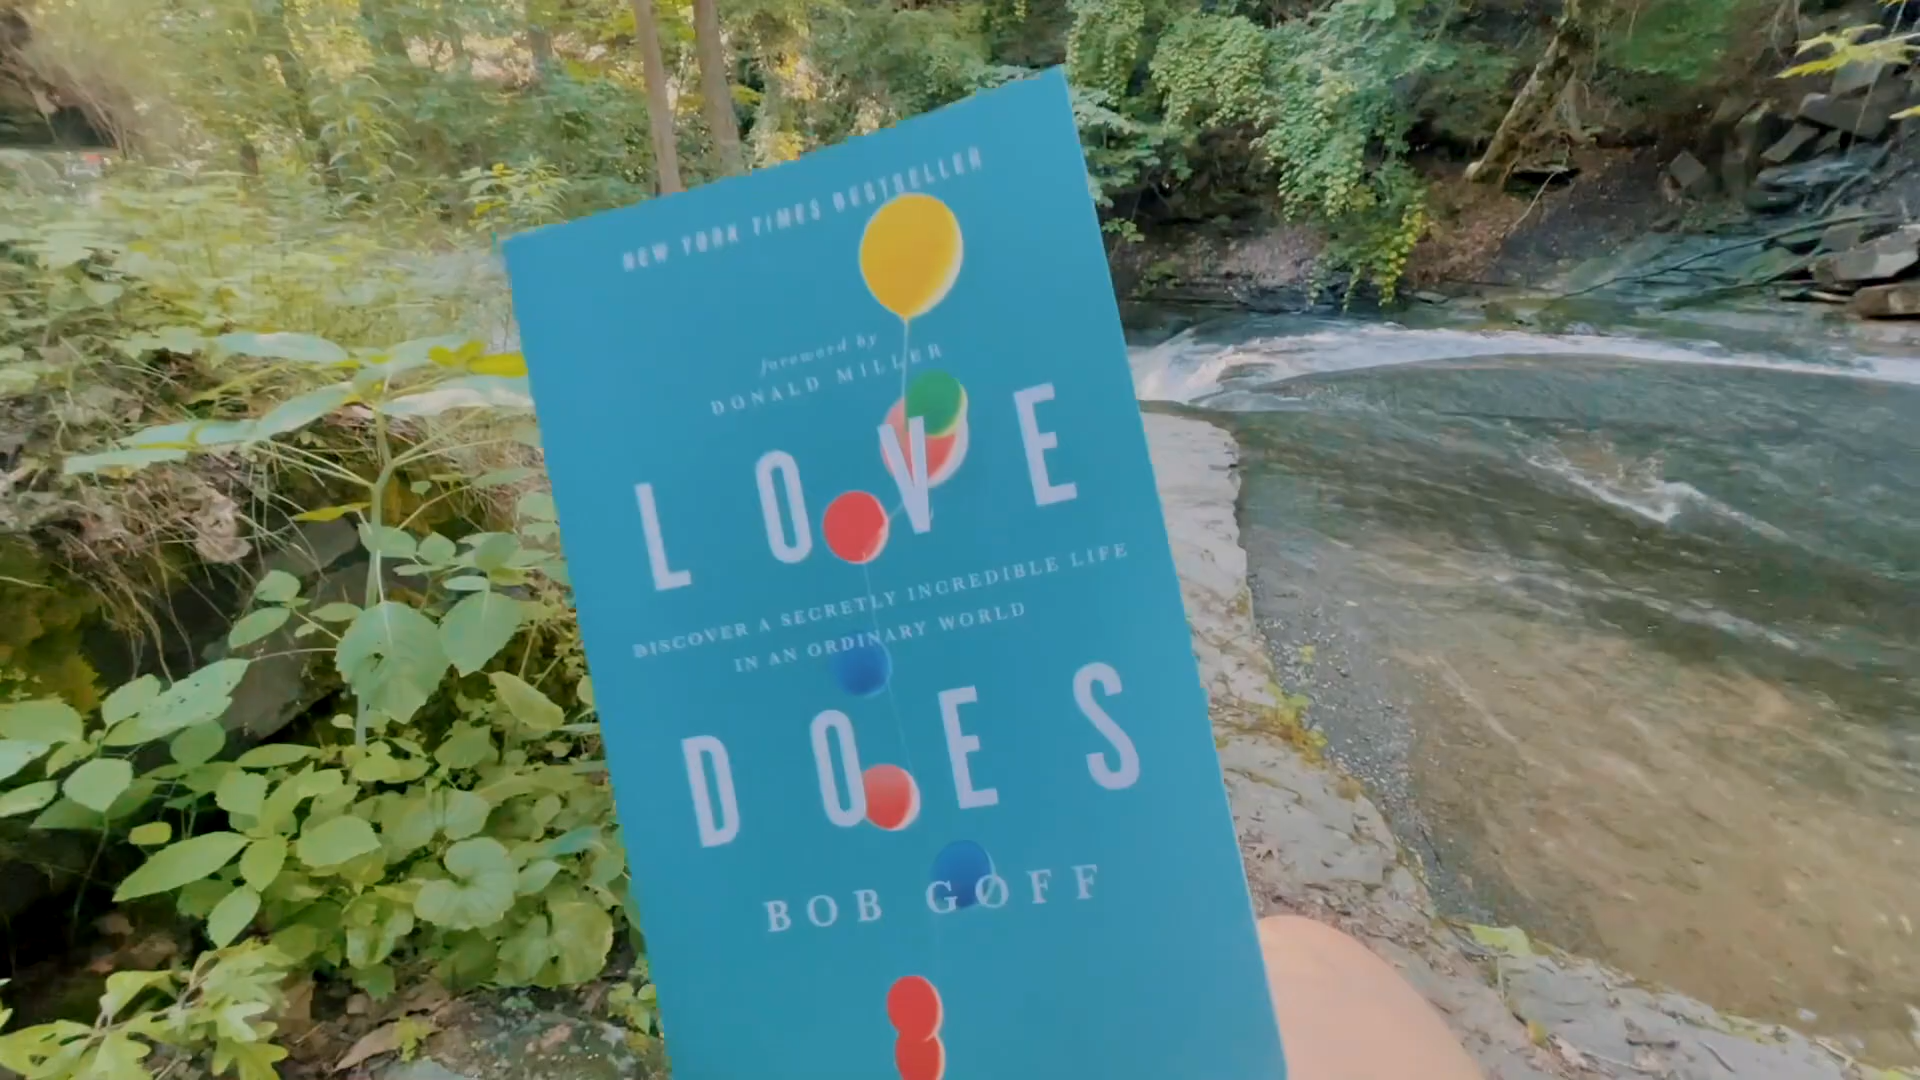 NEW YORK TIMES BESTSELLER
foreword by
DONALD MILLER
LOVE
DISCOVER A SECRETLY INCREDIBLE LIFE
IN AN ORDINARY WORLD
DOES
BOB GOFF